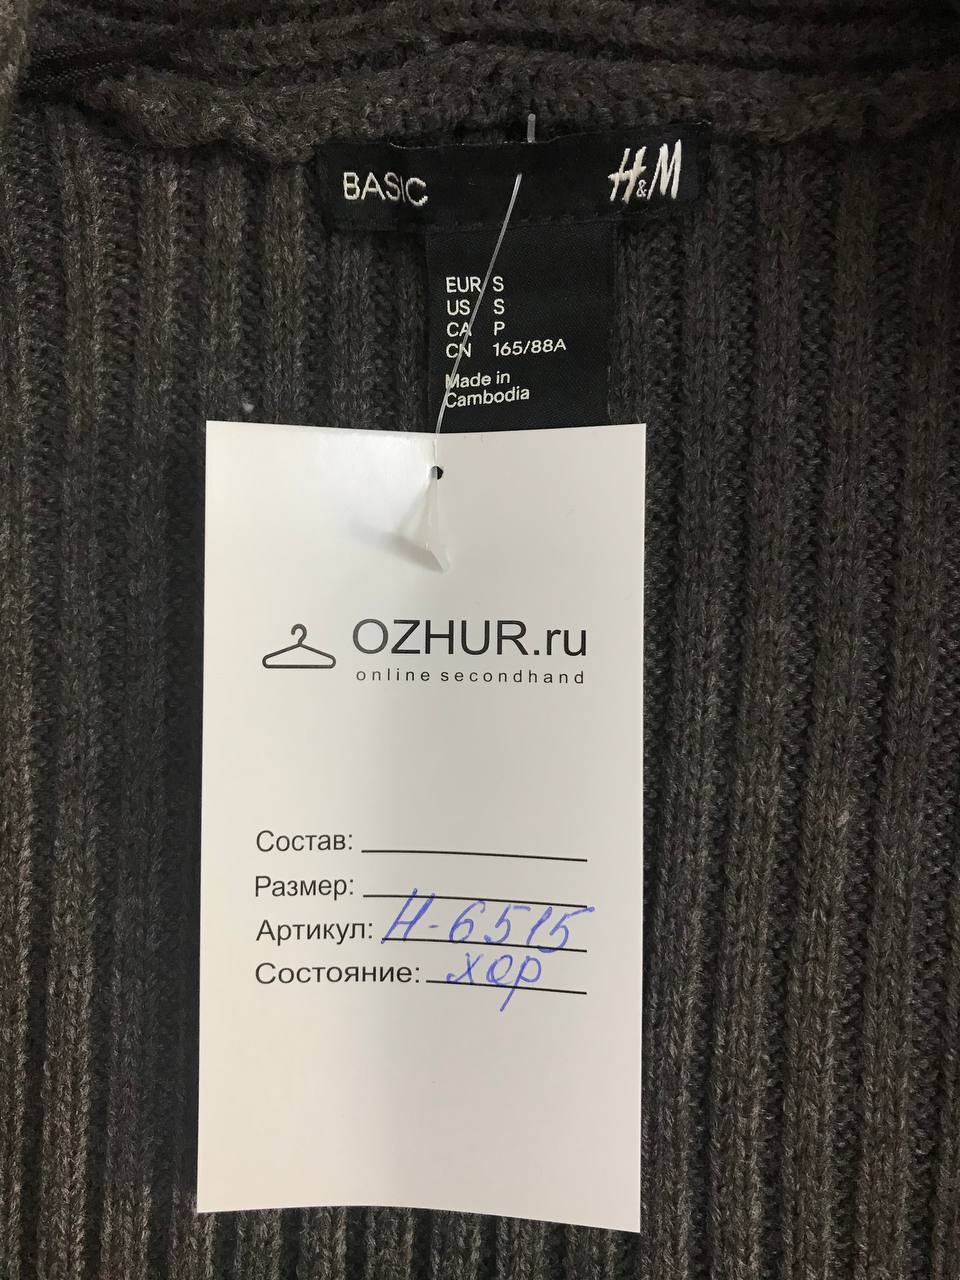 BASIC H&M
EUR S
US S
CA P
CN 165/88A
Made in
Cambodia
OZHUR.ru
online secondhand
Состав:
Размер:
Артикул: Н-6515
Состояние: хор